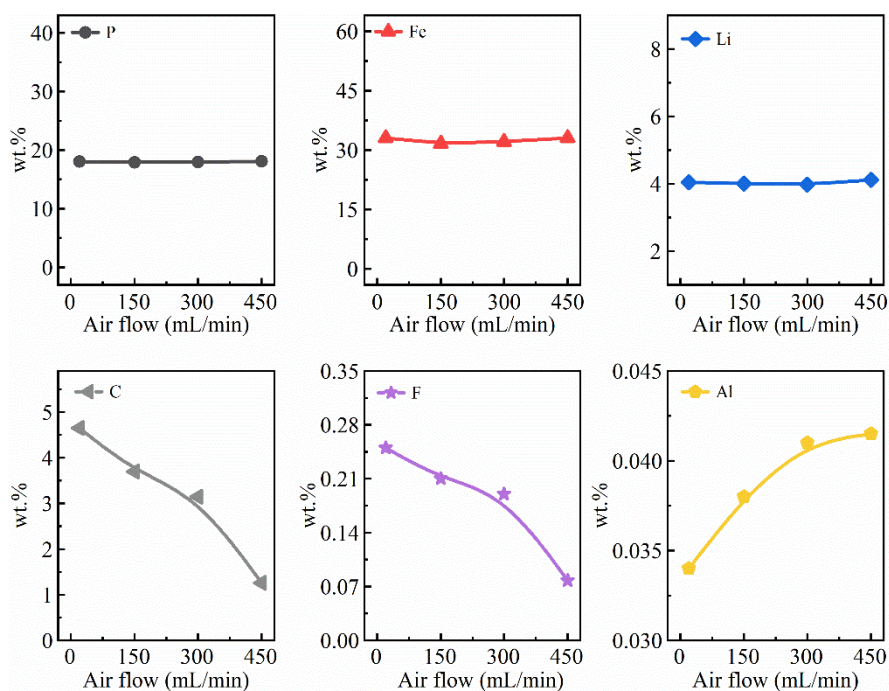 P
40
30
20
10
0
wt.%
0 150 300 450
Air flow (mL/min)
Fe
60
45
30
15
0
wt.%
0 150 300 450
Air flow (mL/min)
Li
8
6
4
2
wt.%
0 150 300 450
Air flow (mL/min)
C
5
4
3
2
1
0
wt.%
0 150 300 450
Air flow (mL/min)
F
0.35
0.28
0.21
0.14
0.07
0.00
wt.%
0 150 300 450
Air flow (mL/min)
Al
0.045
0.040
0.035
0.030
wt.%
0 150 300 450
Air flow (mL/min)